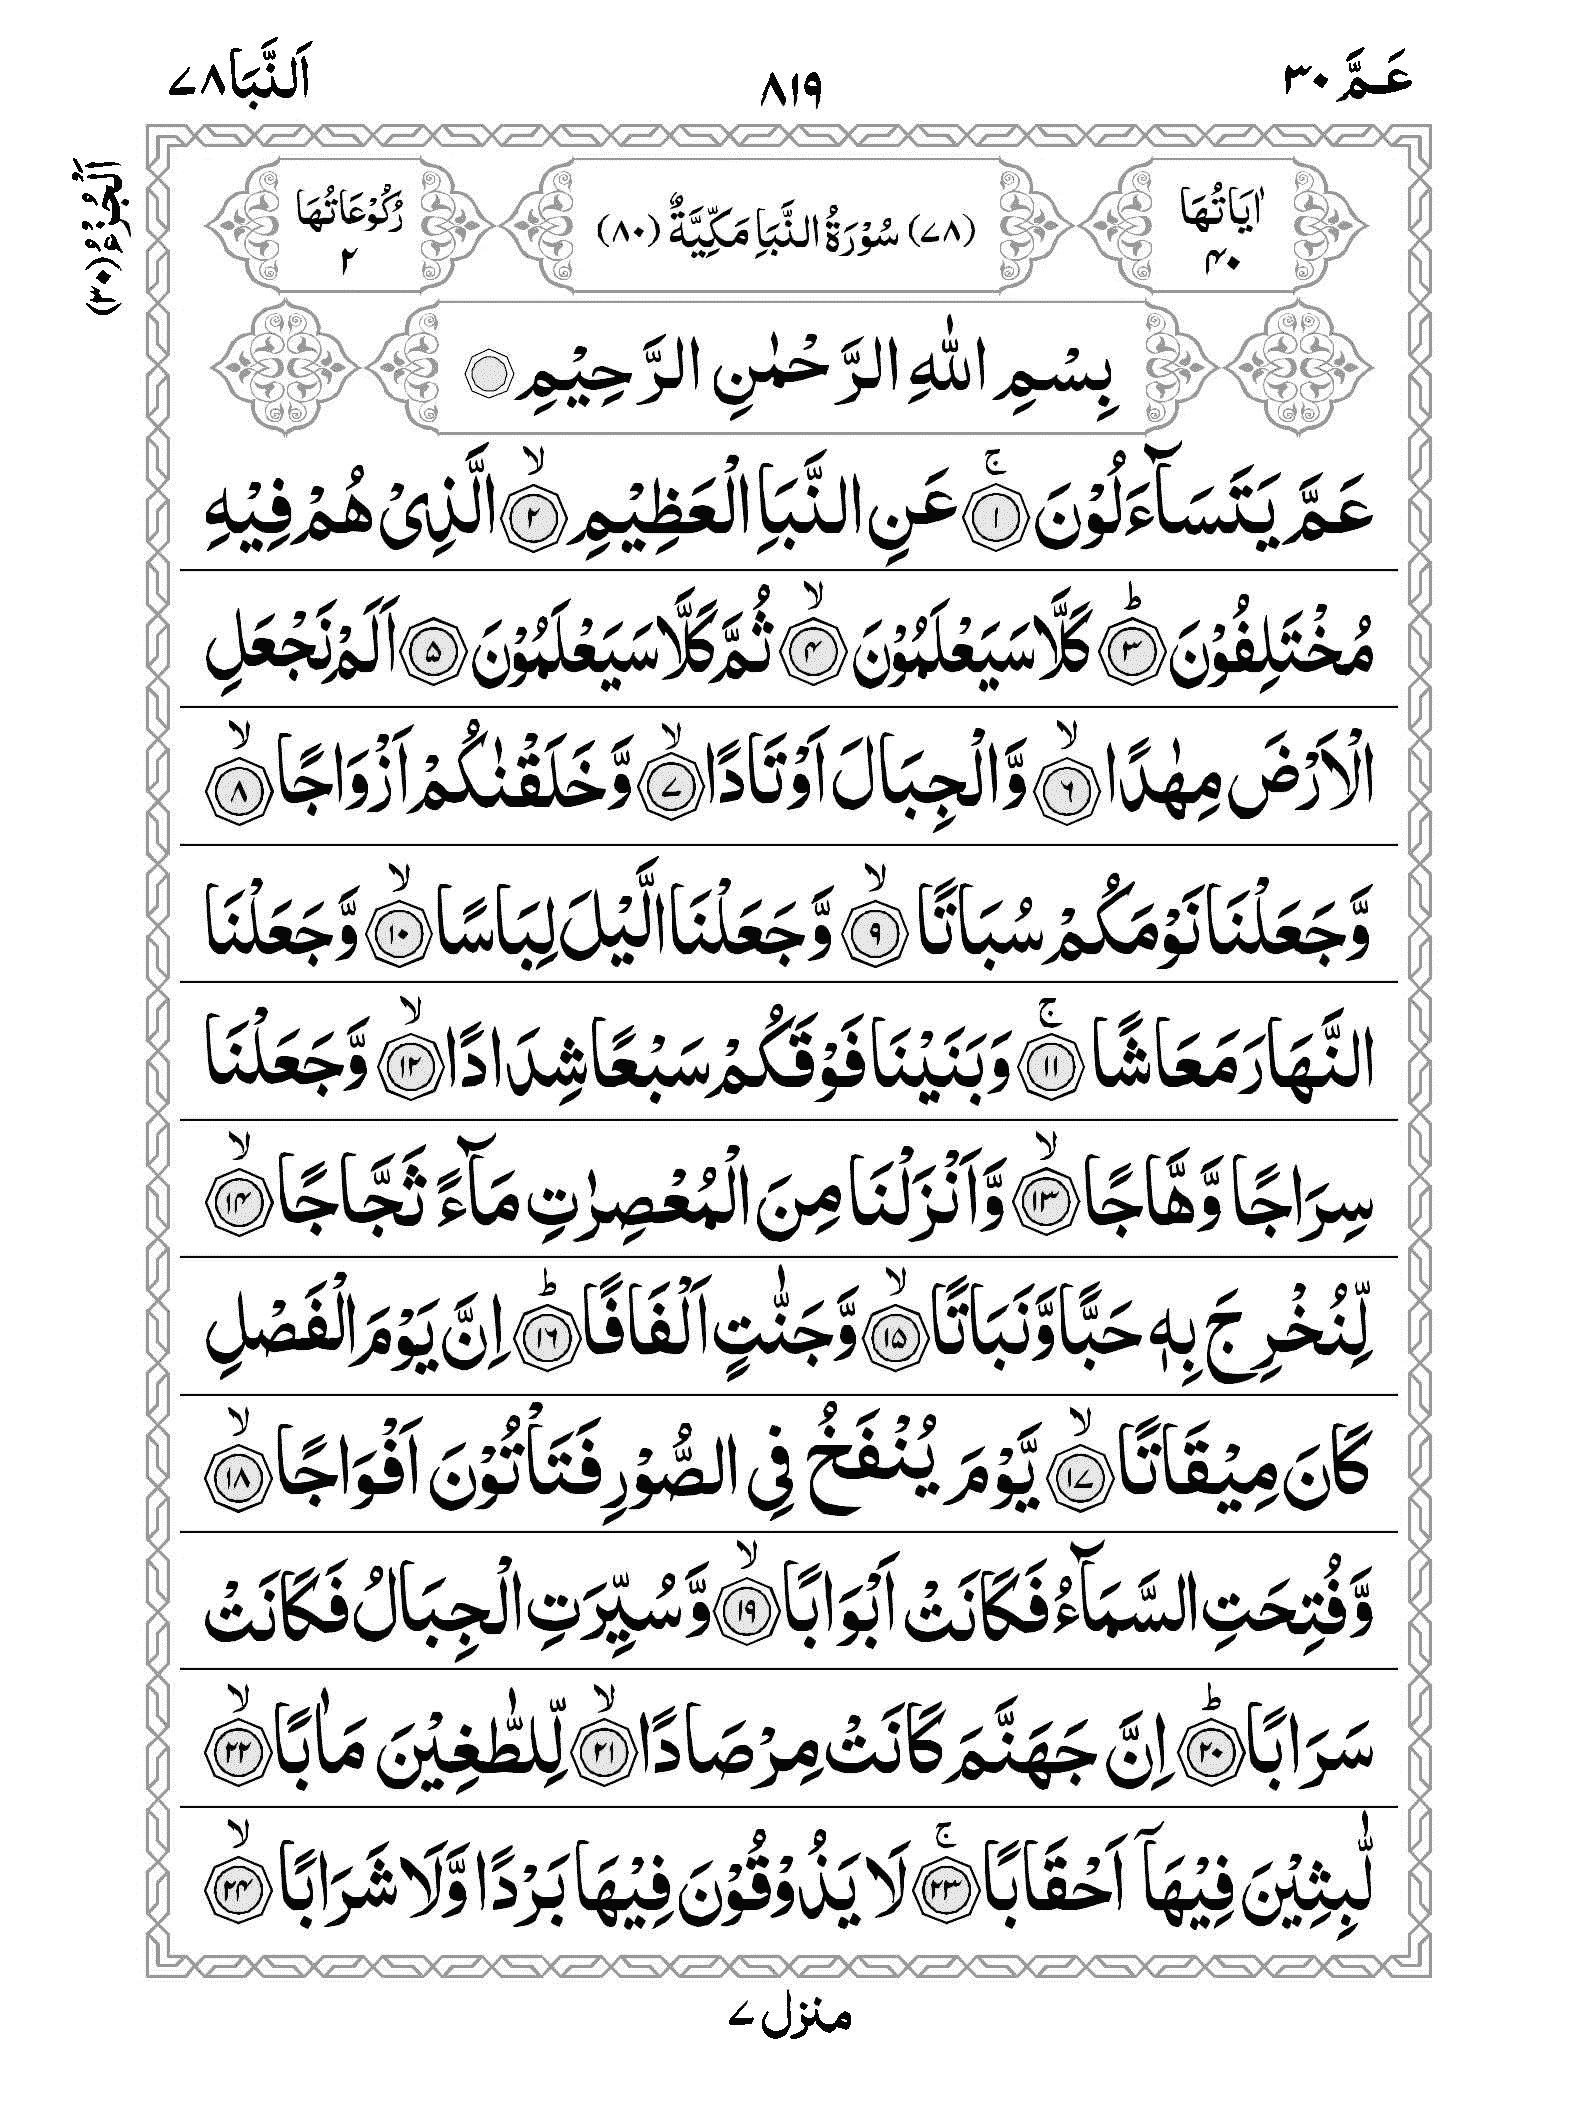 عَمَّ ٣٠
٨١٩
اَلنَّبَا ٧٨
اَلْجُزْءُ (٣٠)
اٰيَاتُهَا ٤٠
(٧٨) سُوْرَةُ النَّبَاِ مَكِّيَّةٌ (٨٠)
رُكُوْعَاتُهَا ٢
بِسْمِ اللّٰهِ الرَّحْمٰنِ الرَّحِيْمِ
عَمَّ يَتَسَآءَلُوْنَ ۚ‏﴿١﴾ عَنِ النَّبَاِ الْعَظِيْمِ ۙ‏﴿٢﴾ الَّذِىْ هُمْ فِيْهِ
مُخْتَلِفُوْنَ ؕ‏﴿٣﴾ كَلَّا سَيَعْلَمُوْنَ ۙ‏﴿٤﴾ ثُمَّ كَلَّا سَيَعْلَمُوْنَ‏﴿٥﴾ اَلَمْ نَجْعَلِ
الْاَرْضَ مِهٰدًا ۙ‏﴿٦﴾ وَّالْجِبَالَ اَوْتَادًا ۙ‏﴿٧﴾ وَّخَلَقْنٰكُمْ اَزْوَاجًا ۙ‏﴿٨﴾
وَّجَعَلْنَا نَوْمَكُمْ سُبَاتًا ۙ‏﴿٩﴾ وَّجَعَلْنَا الَّيْلَ لِبَاسًا ۙ‏﴿١٠﴾ وَّجَعَلْنَا
النَّهَارَ مَعَاشًا ۚ‏﴿١١﴾ وَبَنَيْنَا فَوْقَكُمْ سَبْعًا شِدَادًا ۙ‏﴿١٢﴾ وَّجَعَلْنَا
سِرَاجًا وَّهَّاجًا ۙ‏﴿١٣﴾ وَّاَنْزَلْنَا مِنَ الْمُعْصِرٰتِ مَآءً ثَجَّاجًا ۙ‏﴿١٤﴾
لِّنُخْرِجَ بِهٖ حَبًّا وَّنَبَاتًا ۙ‏﴿١٥﴾ وَّجَنّٰتٍ اَلْفَافًا ؕ‏﴿١٦﴾ اِنَّ يَوْمَ الْفَصْلِ
كَانَ مِيْقَاتًا ۙ‏﴿١٧﴾ يَّوْمَ يُنْفَخُ فِى الصُّوْرِ فَتَاْتُوْنَ اَفْوَاجًا ۙ‏﴿١٨﴾
وَّفُتِحَتِ السَّمَآءُ فَكَانَتْ اَبْوَابًا ۙ‏﴿١٩﴾ وَّسُيِّرَتِ الْجِبَالُ فَكَانَتْ
سَرَابًا ؕ‏﴿٢٠﴾ اِنَّ جَهَنَّمَ كَانَتْ مِرْصَادًا ۙ‏﴿٢١﴾ لِّلطّٰغِيْنَ مَاٰبًا ۙ‏﴿٢٢﴾
لّٰبِثِيْنَ فِيْهَآ اَحْقَابًا ۚ‏﴿٢٣﴾ لَا يَذُوْقُوْنَ فِيْهَا بَرْدًا وَّلَا شَرَابًا ۙ‏﴿٢٤﴾
منزل ٧